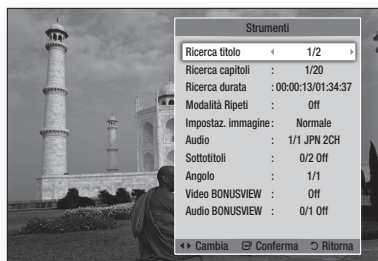 Strumenti
Ricerca titolo ◂ 1/2 ▸
Ricerca capitoli : 1/20
Ricerca durata : 00:00:13/01:34:37
Modalità Ripeti : Off
Impostaz. immagine : Normale
Audio : 1/1 JPN 2CH
Sottotitoli : 0/2 Off
Angolo : 1/1
Video BONUSVIEW : Off
Audio BONUSVIEW : 0/1 Off
◂▸ Cambia Conferma Ritorna